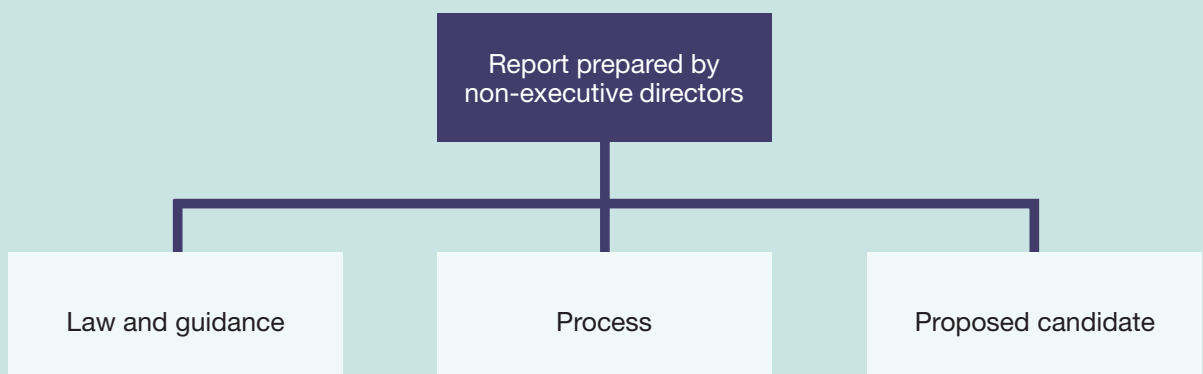 Report prepared by
non-executive directors
Law and guidance
Process
Proposed candidate